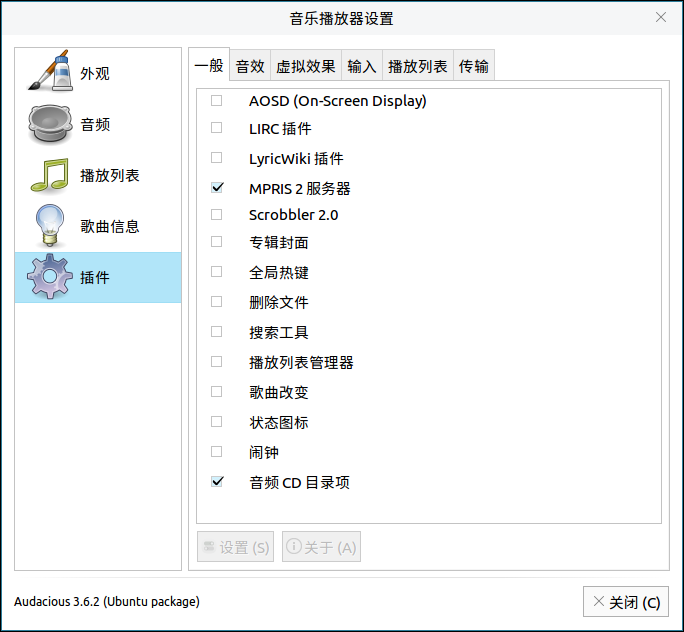 音乐播放器设置
外观
音频
播放列表
歌曲信息
插件
一般 音效 虚拟效果 输入 播放列表 传输
AOSD (On-Screen Display)
LIRC 插件
LyricWiki 插件
MPRIS 2 服务器
Scrobbler 2.0
专辑封面
全局热键
删除文件
搜索工具
播放列表管理器
歌曲改变
状态图标
闹钟
音频 CD 目录项
设置 (S) 关于 (A)
Audacious 3.6.2 (Ubuntu package)
关闭 (C)